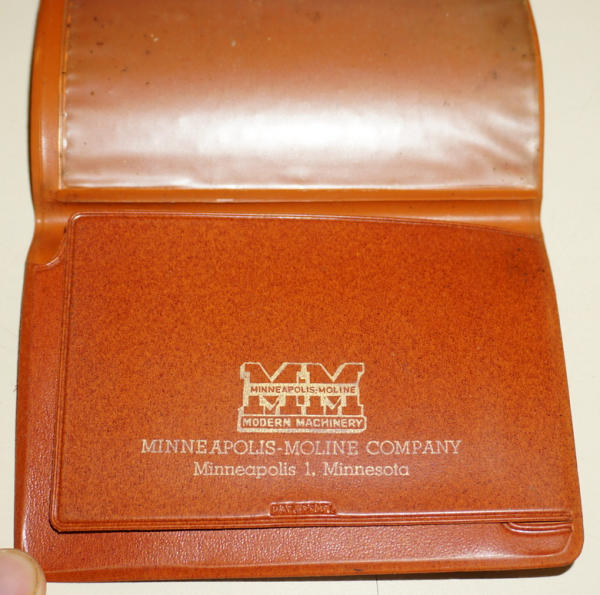 MM
MINNEAPOLIS-MOLINE
MODERN MACHINERY
MINNEAPOLIS-MOLINE COMPANY
Minneapolis 1, Minnesota